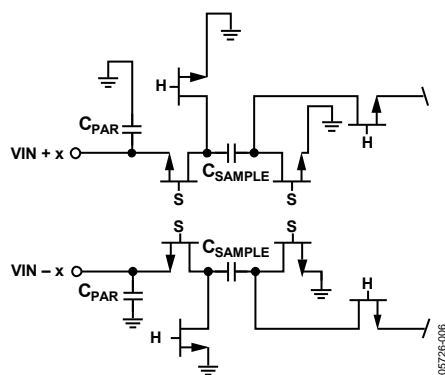 H
C_PAR
VIN + x
C_SAMPLE
H
S
S
S
S
C_SAMPLE
VIN – x
C_PAR
H
H
05726-006